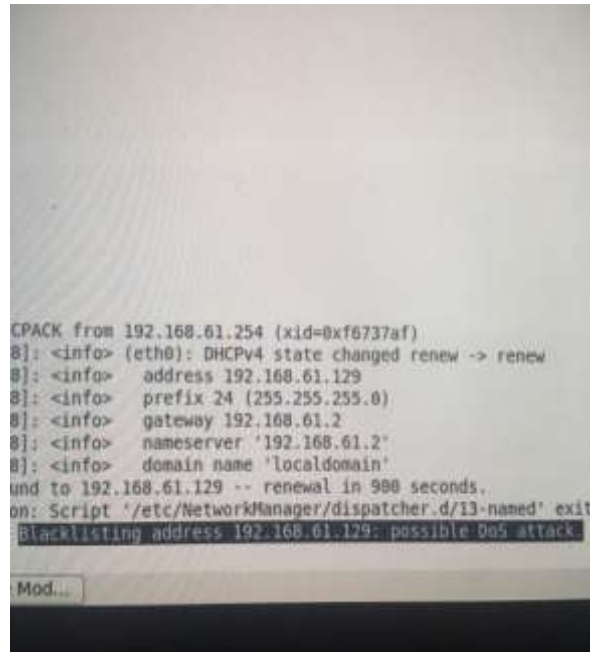 CPACK from 192.168.61.254 (xid=0xf6737af)
8]: <info> (eth0): DHCPv4 state changed renew -> renew
8]: <info> address 192.168.61.129
8]: <info> prefix 24 (255.255.255.0)
8]: <info> gateway 192.168.61.2
8]: <info> nameserver '192.168.61.2'
8]: <info> domain name 'localdomain'
und to 192.168.61.129 -- renewal in 900 seconds.
on: Script '/etc/NetworkManager/dispatcher.d/13-named' exit
Blacklisting address 192.168.61.129: possible DoS attack.
Mod...